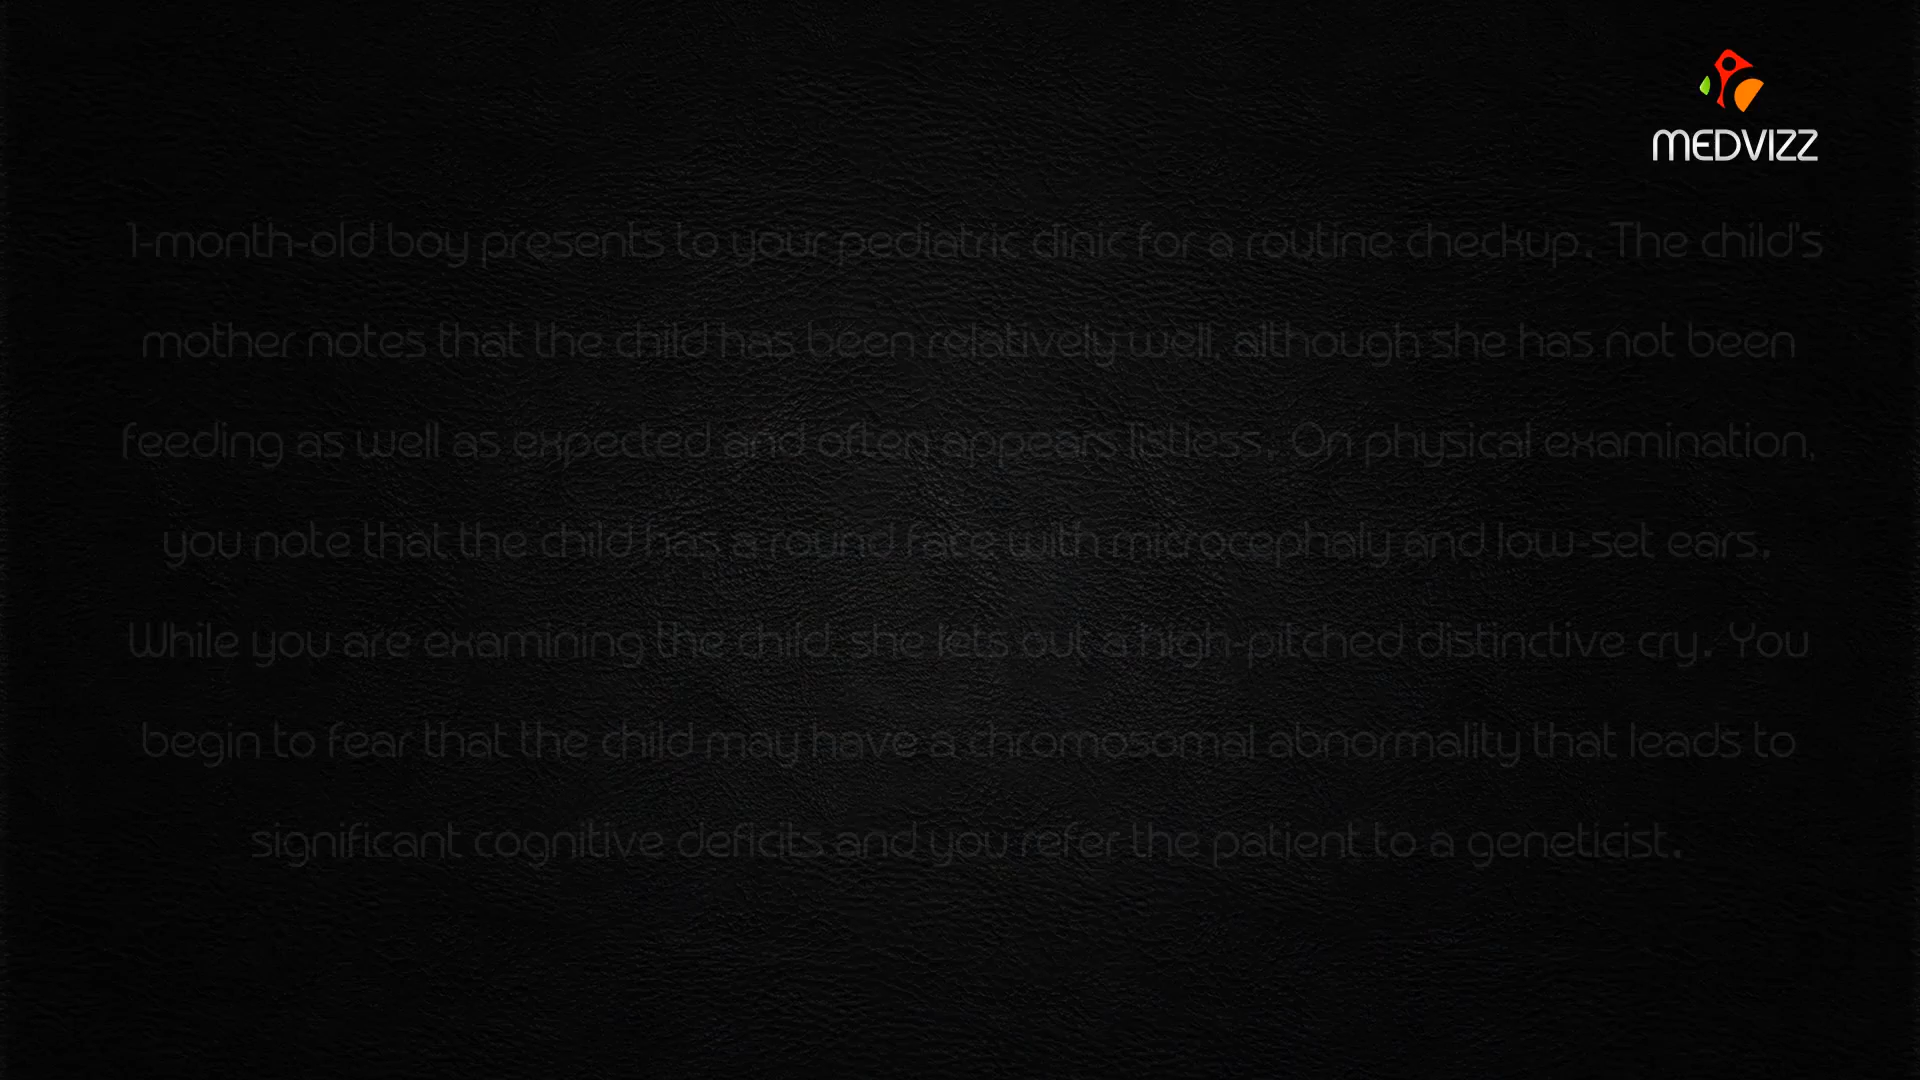 MEDVIZZ
1-month-old boy presents to your pediatric clinic for a routine checkup. The child's
mother notes that the child has been relatively well, although she has not been
feeding as well as expected and often appears listless. On physical examination,
you note that the child has a round face with microcephaly and low-set ears.
While you are examining the child, she lets out a high-pitched distinctive cry. You
begin to fear that the child may have a chromosomal abnormality that leads to
significant cognitive deficits and you refer the patient to a geneticist.